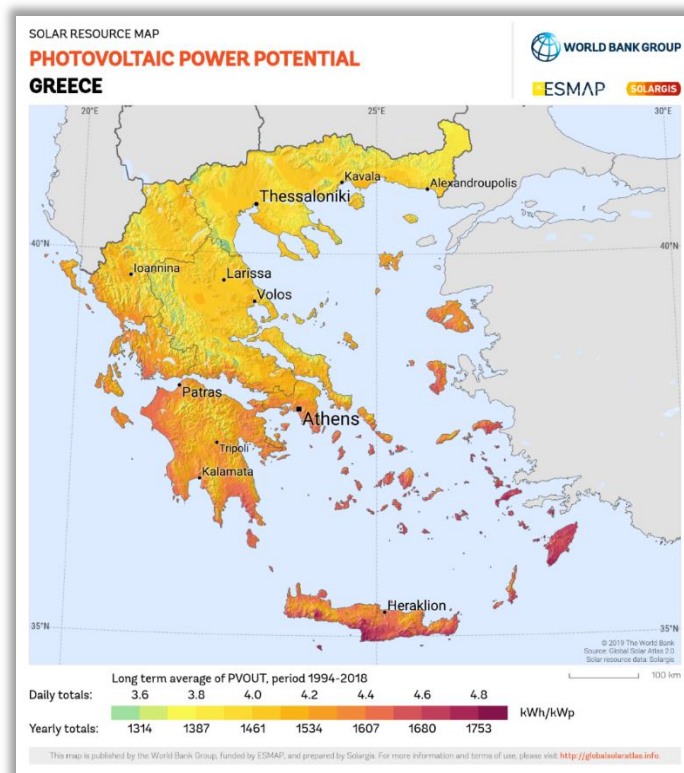 SOLAR RESOURCE MAP
PHOTOVOLTAIC POWER POTENTIAL
GREECE
WORLD BANK GROUP
ESMAP
SOLARGIS
20°E
25°E
30°E
Kavala
Alexandroupolis
Thessaloniki
40°N
40°N
Ioannina
Larissa
Volos
Patras
Athens
Tripoli
Kalamata
Heraklion
35°N
35°N
© 2019 The World Bank
Source: Global Solar Atlas 2.0
Solar resource data: Solargis
100 km
Long term average of PVOUT, period 1994-2018
Daily totals: 3.6 3.8 4.0 4.2 4.4 4.6 4.8
kWh/kWp
Yearly totals: 1314 1387 1461 1534 1607 1680 1753
This map is published by the World Bank Group, funded by ESMAP, and prepared by Solargis. For more information and terms of use, please visit http://globalsolaratlas.info.